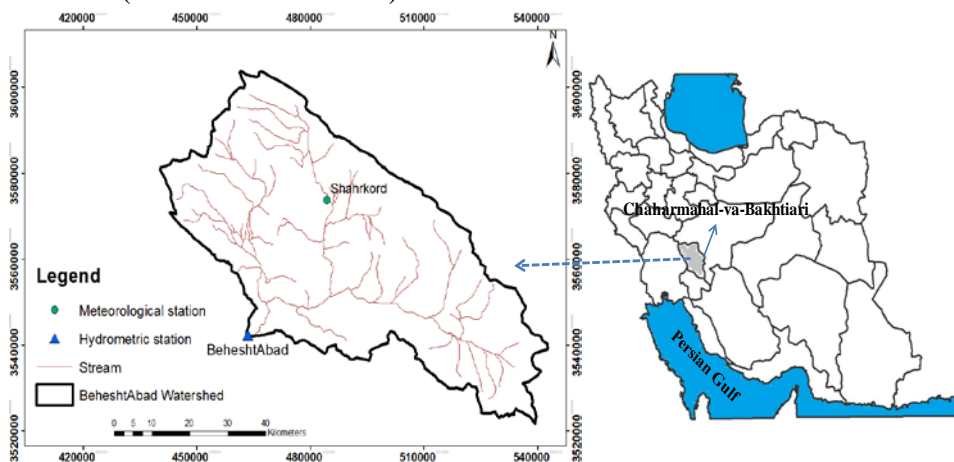 420000 450000 480000 510000 540000
N
3600000 3600000
3580000 3580000
Shahrkord
Chaharmahal-va-Bakhtiari
3560000 3560000
Legend
Meteorological station
Hydrometric station
BeheshtAbad
3540000 3540000
Stream
BeheshtAbad Watershed
Persian Gulf
0 5 10 20 30 40
Kilometers
3520000 3520000
420000 450000 480000 510000 540000